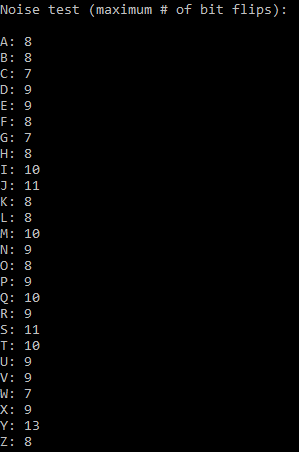 Noise test (maximum # of bit flips):
A: 8
B: 8
C: 7
D: 9
E: 9
F: 8
G: 7
H: 8
I: 10
J: 11
K: 8
L: 8
M: 10
N: 9
O: 8
P: 9
Q: 10
R: 9
S: 11
T: 10
U: 9
V: 9
W: 7
X: 9
Y: 13
Z: 8